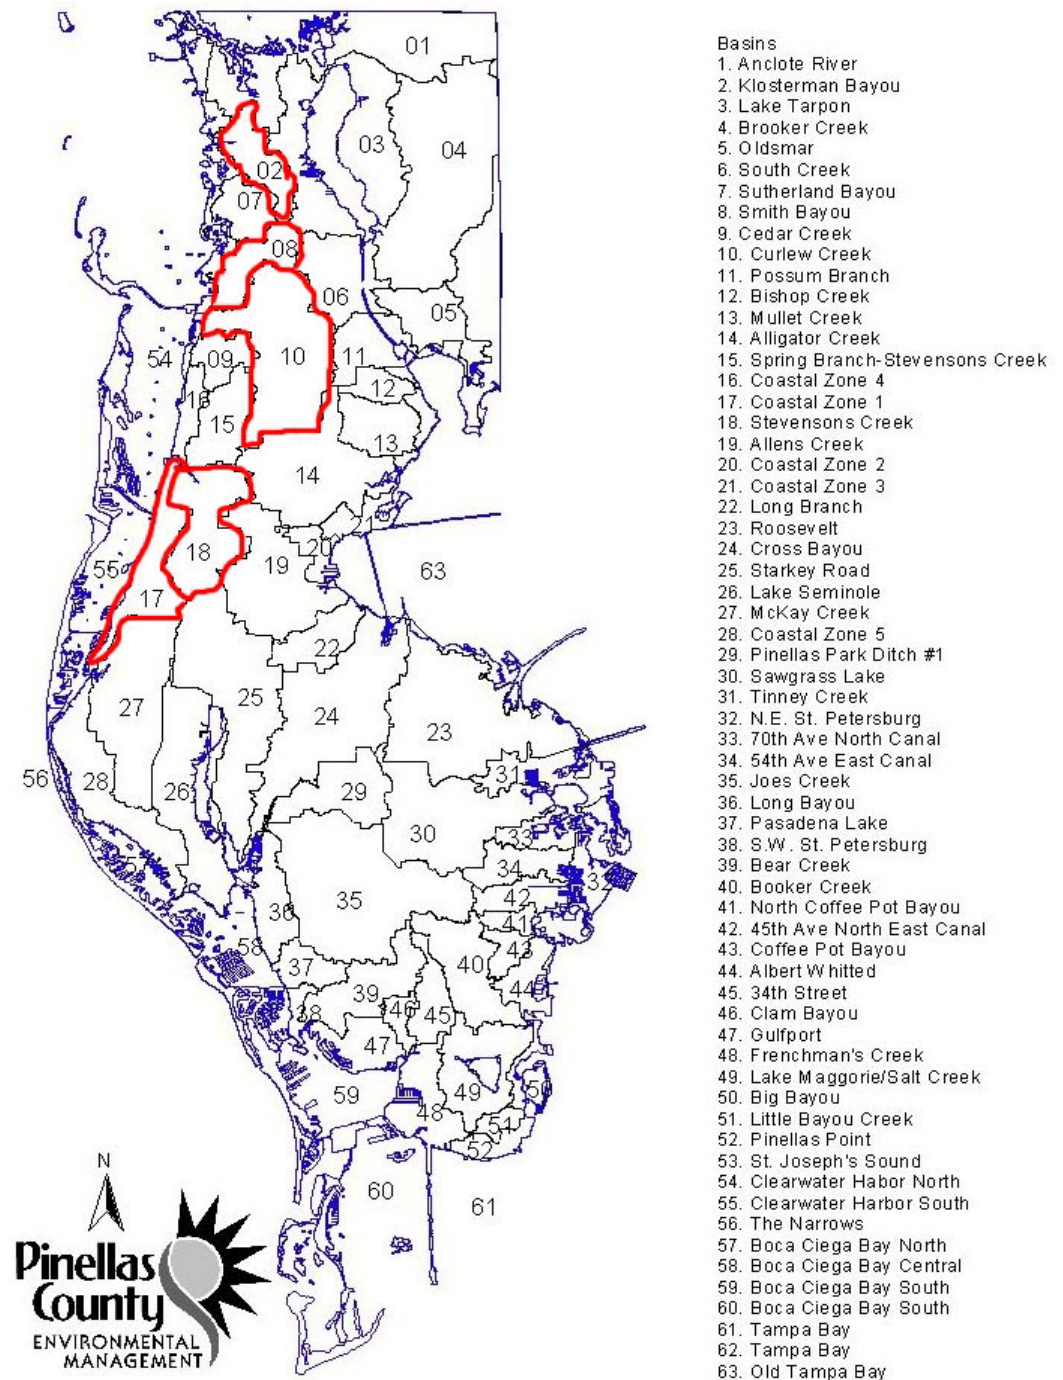 01
03
04
02
07
08
06
05
54
09
10
11
12
16
15
13
14
21
18
20
19
55
63
17
22
27
25
24
23
56
28
26
29
31
30
33
34
32
57
35
42
36
41
58
43
40
37
39
44
38
46
45
47
59
49
50
48
51
52
60
61
N
Pinellas
County
ENVIRONMENTAL
MANAGEMENT
Basins
1. Anclote River
2. Klosterman Bayou
3. Lake Tarpon
4. Brooker Creek
5. Oldsmar
6. South Creek
7. Sutherland Bayou
8. Smith Bayou
9. Cedar Creek
10. Curlew Creek
11. Possum Branch
12. Bishop Creek
13. Mullet Creek
14. Alligator Creek
15. Spring Branch-Stevensons Creek
16. Coastal Zone 4
17. Coastal Zone 1
18. Stevensons Creek
19. Allens Creek
20. Coastal Zone 2
21. Coastal Zone 3
22. Long Branch
23. Roosevelt
24. Cross Bayou
25. Starkey Road
26. Lake Seminole
27. McKay Creek
28. Coastal Zone 5
29. Pinellas Park Ditch #1
30. Sawgrass Lake
31. Tinney Creek
32. N.E. St. Petersburg
33. 70th Ave North Canal
34. 54th Ave East Canal
35. Joes Creek
36. Long Bayou
37. Pasadena Lake
38. S.W. St. Petersburg
39. Bear Creek
40. Booker Creek
41. North Coffee Pot Bayou
42. 45th Ave North East Canal
43. Coffee Pot Bayou
44. Albert Whitted
45. 34th Street
46. Clam Bayou
47. Gulfport
48. Frenchman's Creek
49. Lake Maggorie/Salt Creek
50. Big Bayou
51. Little Bayou Creek
52. Pinellas Point
53. St. Joseph's Sound
54. Clearwater Habor North
55. Clearwater Harbor South
56. The Narrows
57. Boca Ciega Bay North
58. Boca Ciega Bay Central
59. Boca Ciega Bay South
60. Boca Ciega Bay South
61. Tampa Bay
62. Tampa Bay
63. Old Tampa Bay